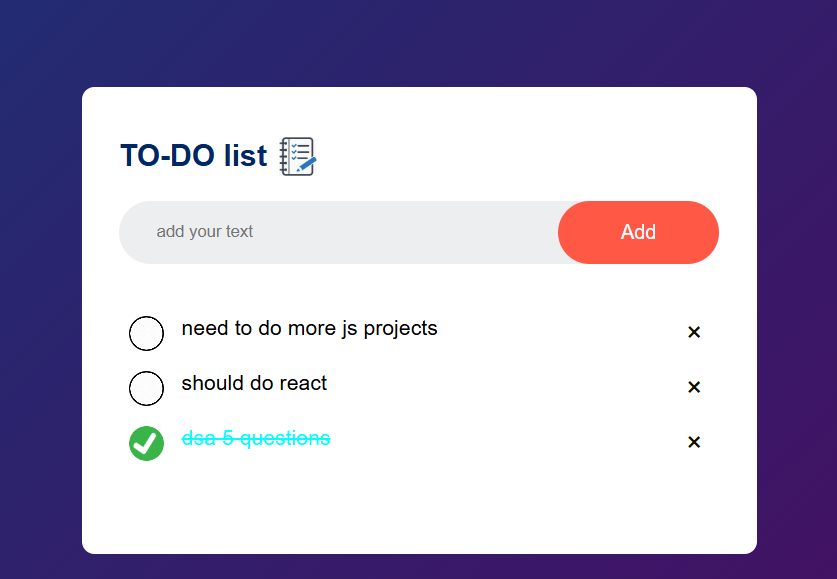 TO-DO list
add your text
Add
need to do more js projects ×
should do react ×
dsa 5 questions ×